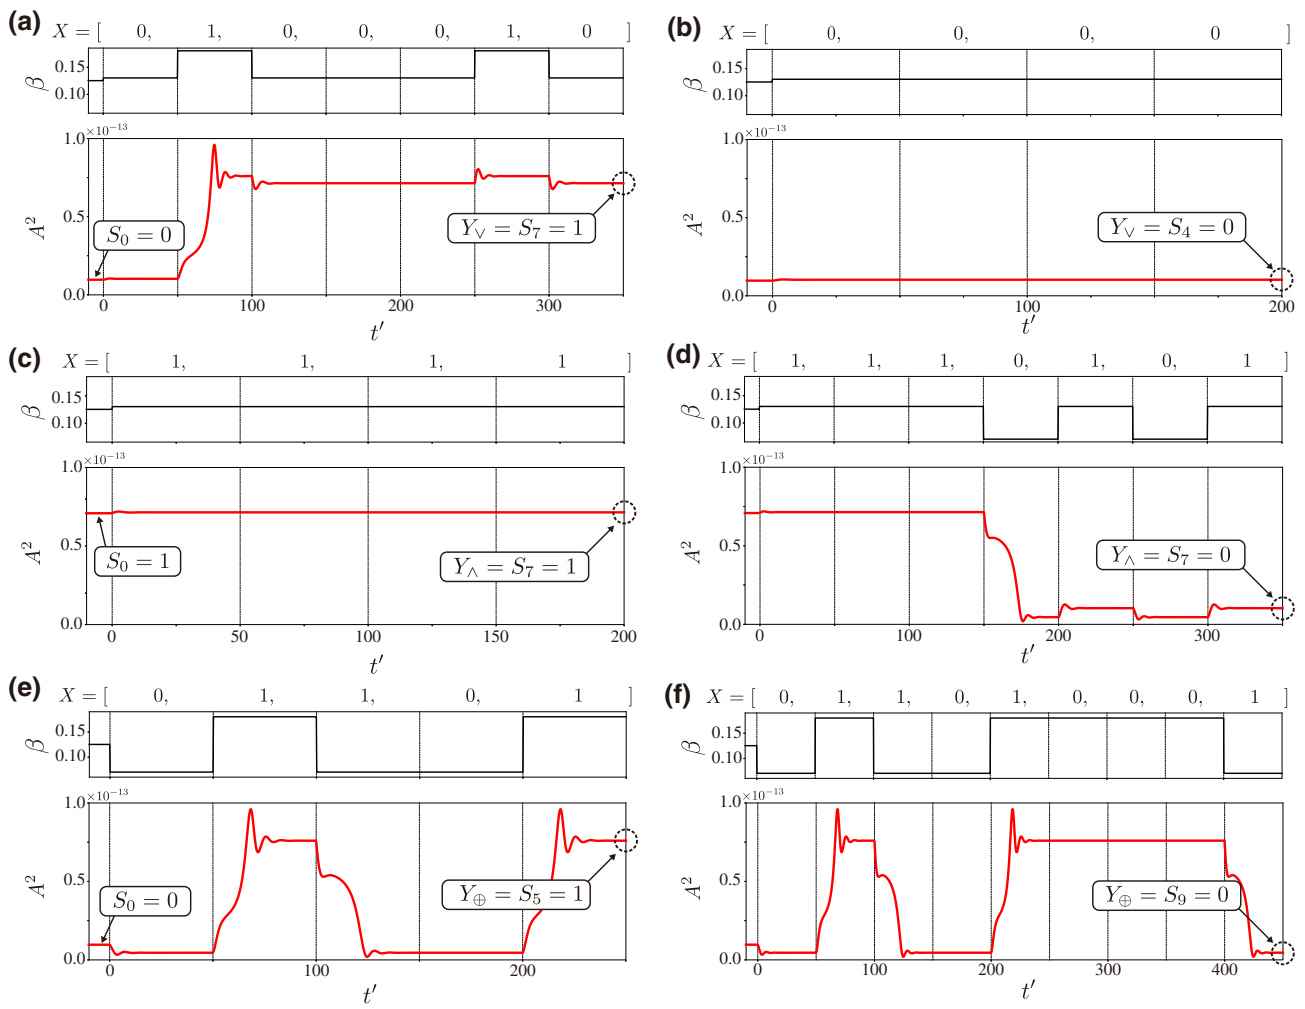 (a) X = [ 0, 1, 0, 0, 0, 1, 0 ]
β
0.15
0.10
×10⁻¹³
1.0
0.5
0.0
A²
S₀ = 0
Y∨ = S₇ = 1
0 100 200 300
t′
(b) X = [ 0, 0, 0, 0 ]
β
0.15
0.10
×10⁻¹³
1.0
0.5
0.0
A²
Y∨ = S₄ = 0
0 50 100 150 200
t′
(c) X = [ 1, 1, 1, 1 ]
β
0.15
0.10
×10⁻¹³
1.0
0.5
0.0
A²
S₀ = 1
Y∧ = S₇ = 1
0 50 100 150 200
t′
(d) X = [ 1, 1, 1, 0, 1, 0, 1 ]
β
0.15
0.10
×10⁻¹³
1.0
0.5
0.0
A²
Y∧ = S₇ = 0
0 100 200 300
t′
(e) X = [ 0, 1, 1, 0, 1 ]
β
0.15
0.10
×10⁻¹³
1.0
0.5
0.0
A²
S₀ = 0
Y⊕ = S₅ = 1
0 100 200
t′
(f) X = [ 0, 1, 1, 0, 1, 0, 0, 0, 1 ]
β
0.15
0.10
×10⁻¹³
1.0
0.5
0.0
A²
Y⊕ = S₉ = 0
0 100 200 300 400
t′